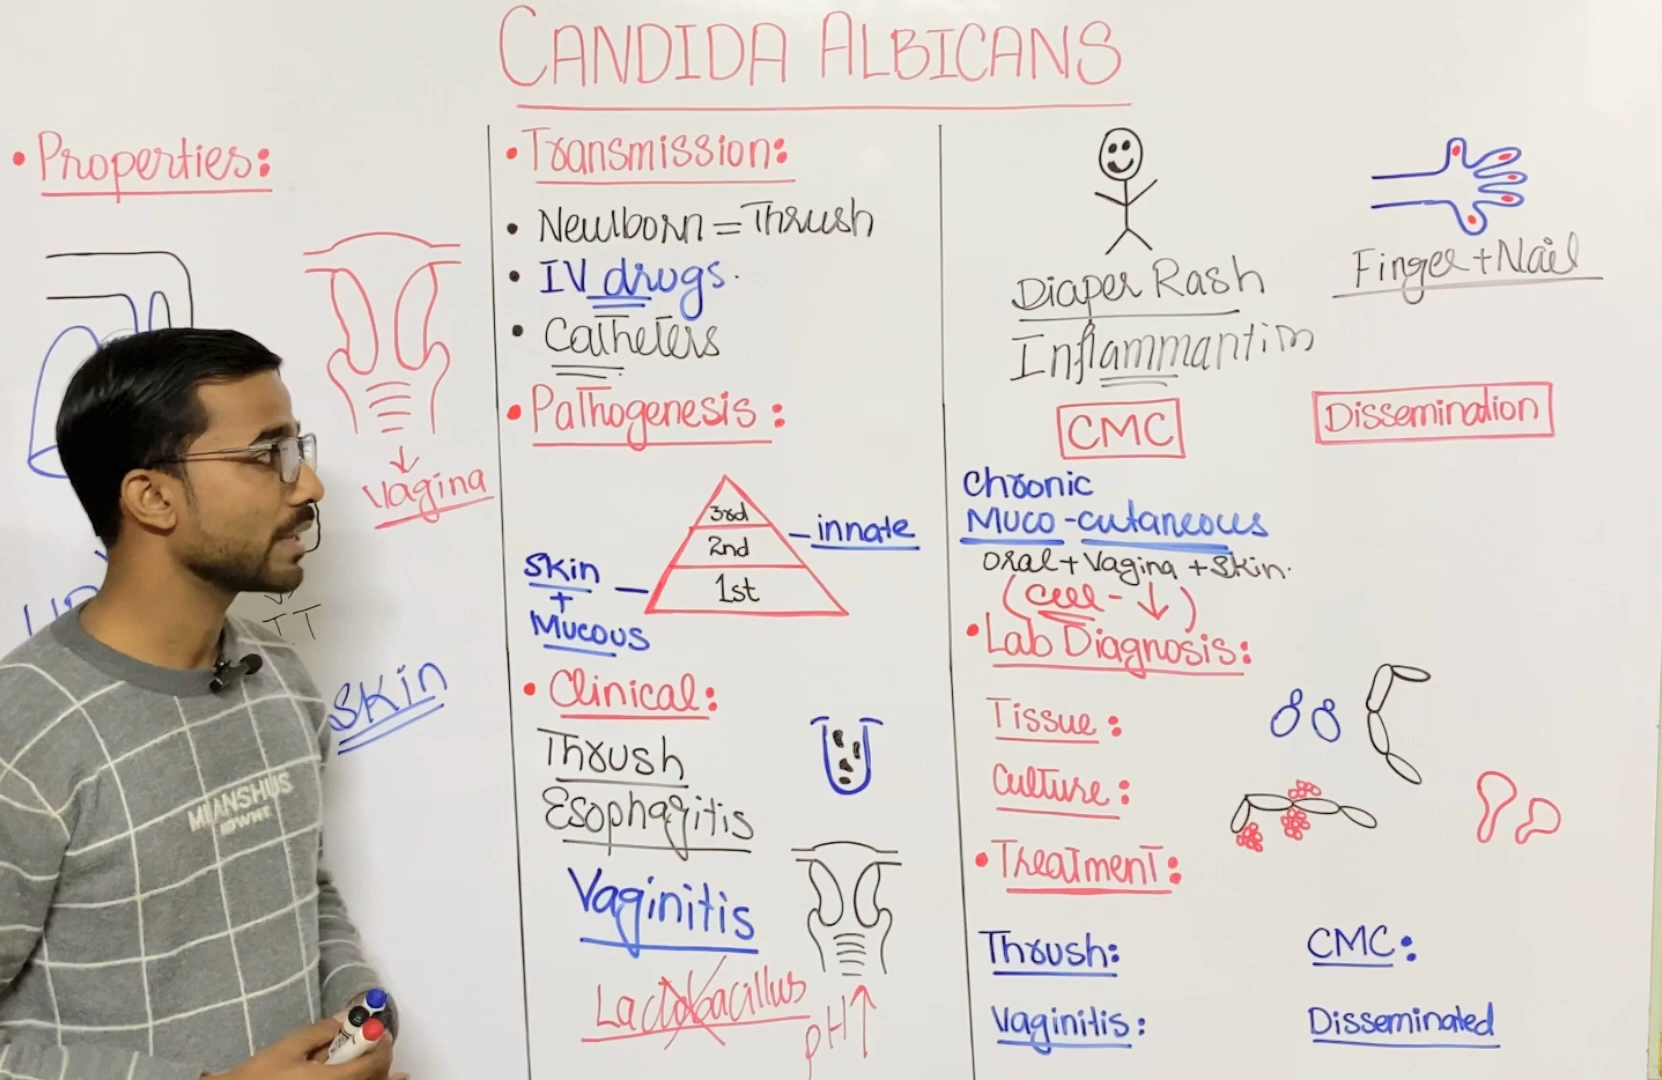 CANDIDA ALBICANS
• Properties:
Vagina
SKIN
• Transmission:
• Newborn = Thrush
• IV drugs.
• Catheters
• Pathogenesis:
3rd
2nd
1st
innate
Skin
+
Mucous
• Clinical:
Thrush
Esophagitis
Vaginitis
Lactobacillus
pH↑
Diaper Rash
Inflammantion
Finger + Nail
CMC
Dissemination
Chronic
Muco-cutaneous
Oral + Vagina + Skin.
(Cell - ↓)
• Lab Diagnosis:
Tissue:
Culture:
• Treatment:
Thrush:
CMC:
Vaginitis:
Disseminated